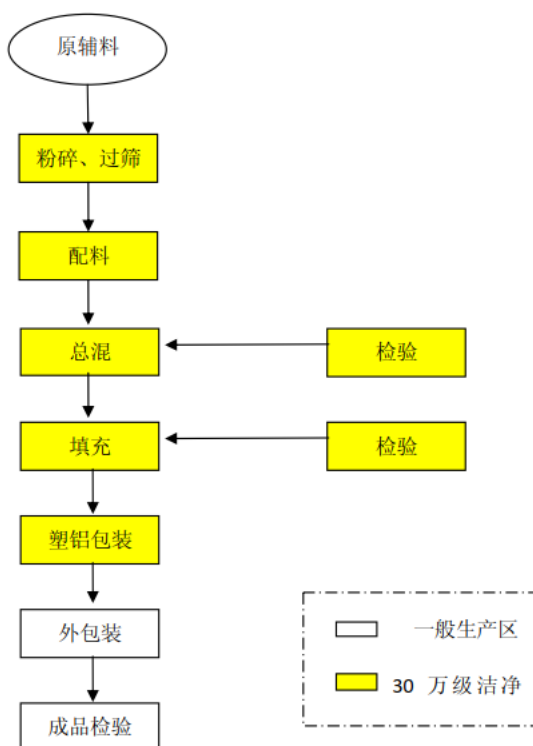 原辅料
粉碎、过筛
配料
总混
检验
填充
检验
塑铝包装
外包装
一般生产区
30 万级洁净
成品检验